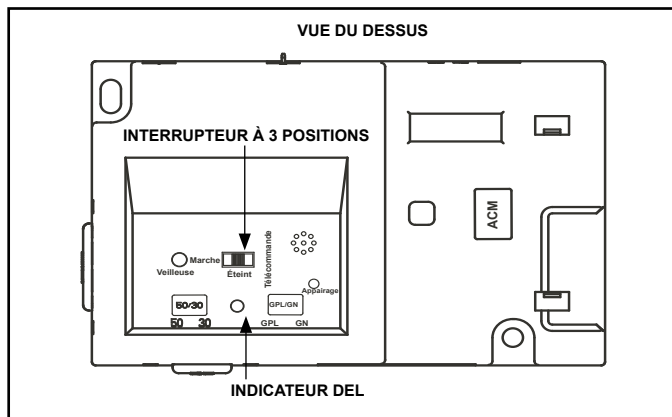 VUE DU DESSUS
INTERRUPTEUR À 3 POSITIONS
ACM
Télécommande
Marche
Veilleuse
Éteint
Appairage
50/30
GPL/GN
50 30
GPL GN
INDICATEUR DEL